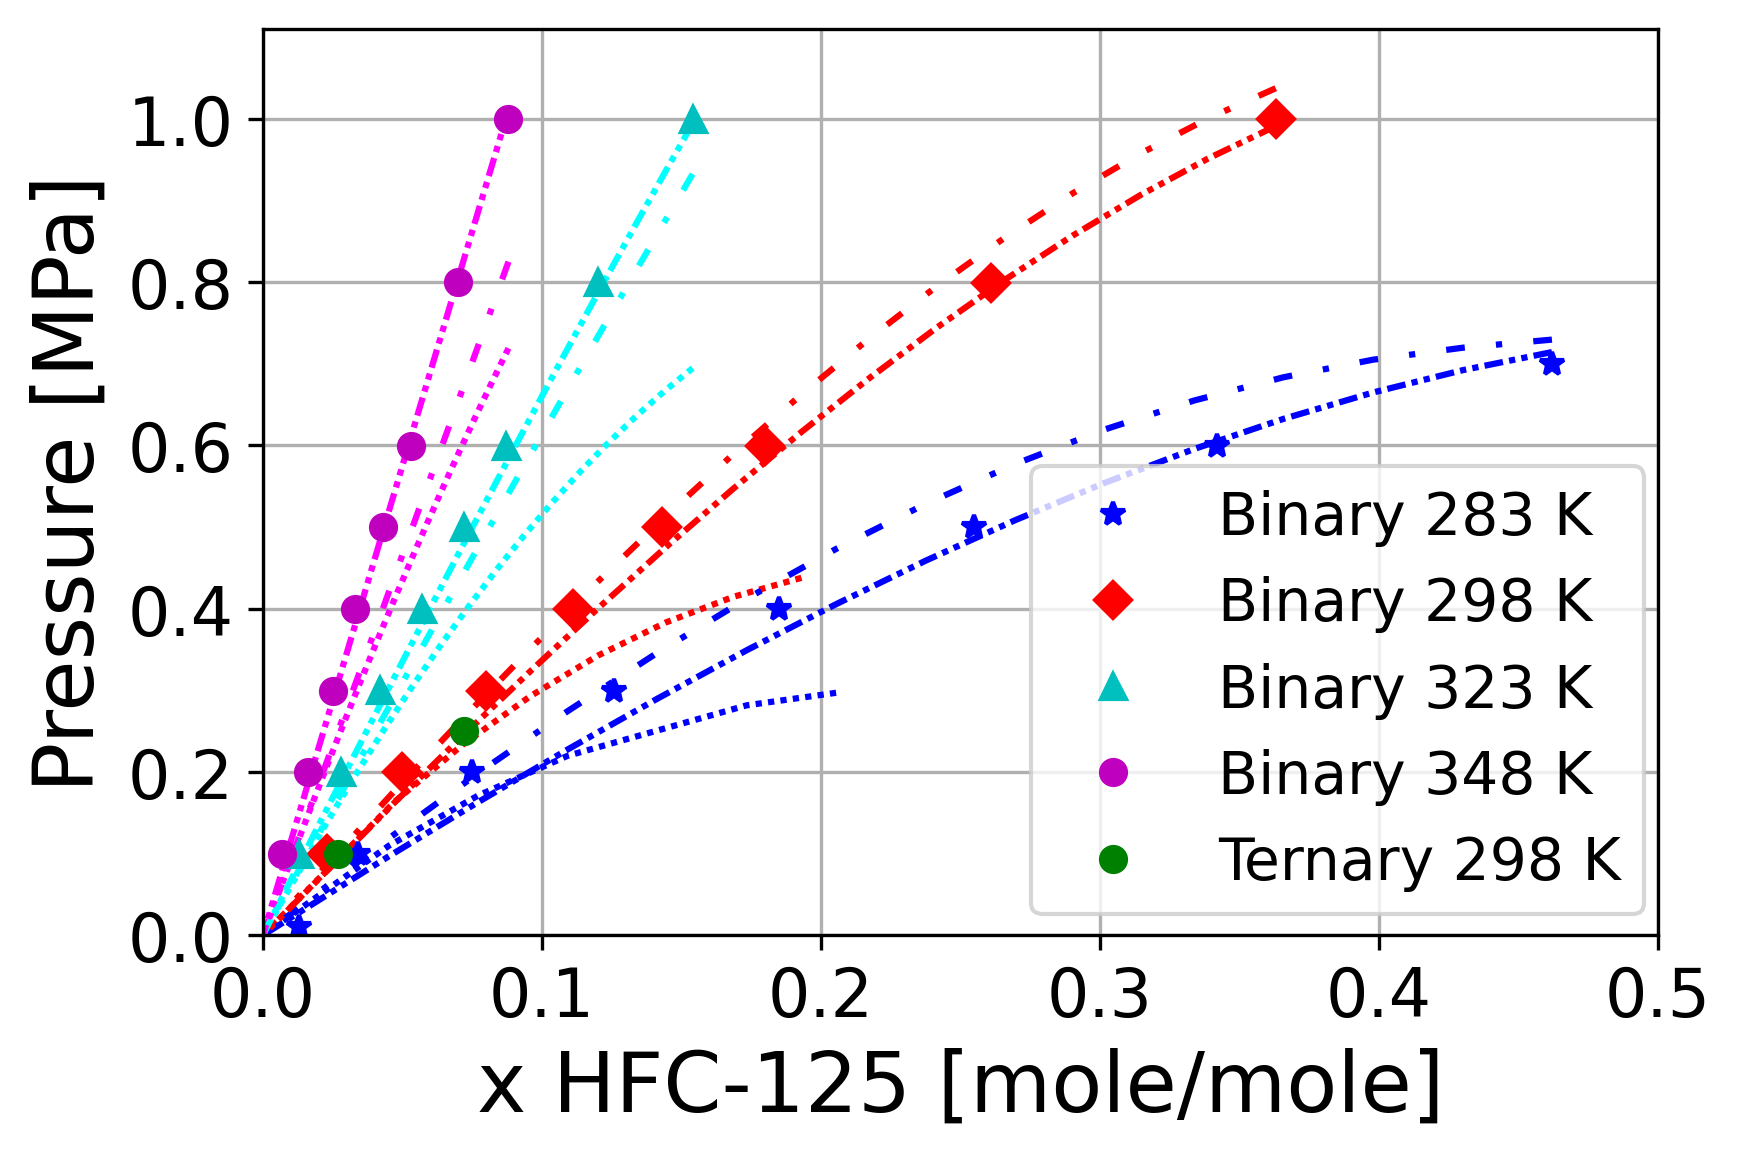 Pressure [MPa]
1.0
0.8
0.6
0.4
0.2
0.0
0.0 0.1 0.2 0.3 0.4 0.5
x HFC-125 [mole/mole]
Binary 283 K
Binary 298 K
Binary 323 K
Binary 348 K
Ternary 298 K